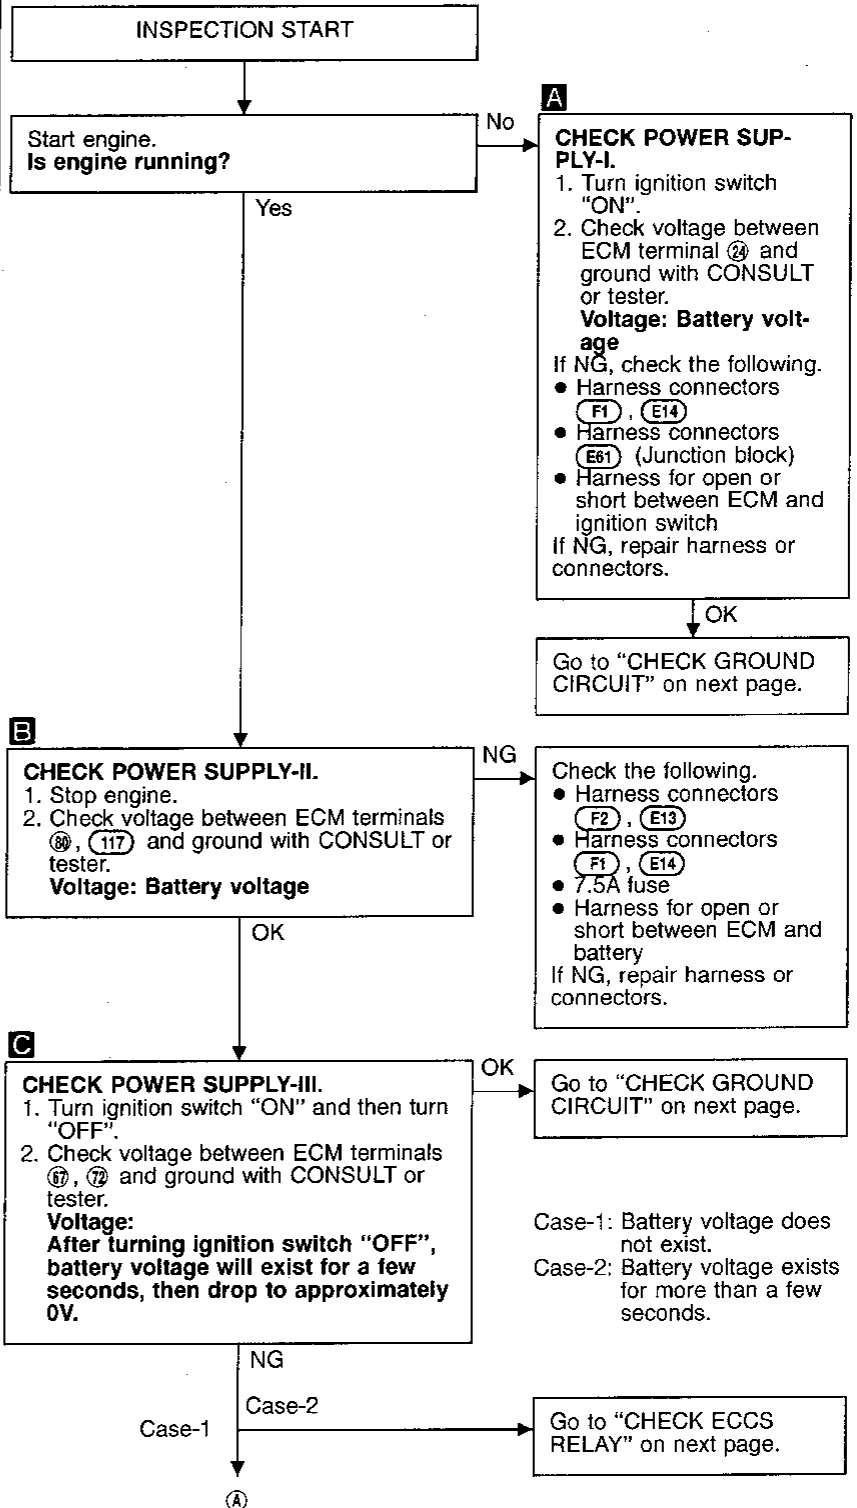 INSPECTION START
Start engine.
Is engine running?
No
Yes
A
CHECK POWER SUP-
PLY-I.
1. Turn ignition switch
“ON”.
2. Check voltage between
ECM terminal ㉔ and
ground with CONSULT
or tester.
Voltage: Battery volt-
age
If NG, check the following.
● Harness connectors
F1 , E14
● Harness connectors
E61 (Junction block)
● Harness for open or
short between ECM and
ignition switch
If NG, repair harness or
connectors.
OK
Go to “CHECK GROUND
CIRCUIT” on next page.
B
CHECK POWER SUPPLY-II.
1. Stop engine.
2. Check voltage between ECM terminals
80 , 117 and ground with CONSULT or
tester.
Voltage: Battery voltage
NG
OK
Check the following.
● Harness connectors
F2 , E13
● Harness connectors
F1 , E14
● 7.5A fuse
● Harness for open or
short between ECM and
battery
If NG, repair harness or
connectors.
C
CHECK POWER SUPPLY-III.
1. Turn ignition switch “ON” and then turn
“OFF”.
2. Check voltage between ECM terminals
67 , 72 and ground with CONSULT or
tester.
Voltage:
After turning ignition switch “OFF”,
battery voltage will exist for a few
seconds, then drop to approximately
0V.
OK
Go to “CHECK GROUND
CIRCUIT” on next page.
Case-1: Battery voltage does
not exist.
Case-2: Battery voltage exists
for more than a few
seconds.
NG
Case-2
Case-1
Go to “CHECK ECCS
RELAY” on next page.
Ⓐ